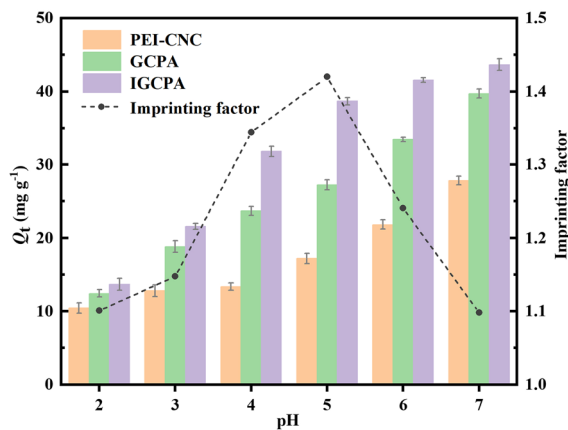 50
40
30
20
10
0
Qt (mg g-1)
PEI-CNC
GCPA
IGCPA
Imprinting factor
1.5
1.4
1.3
1.2
1.1
1.0
Imprinting factor
2 3 4 5 6 7
pH